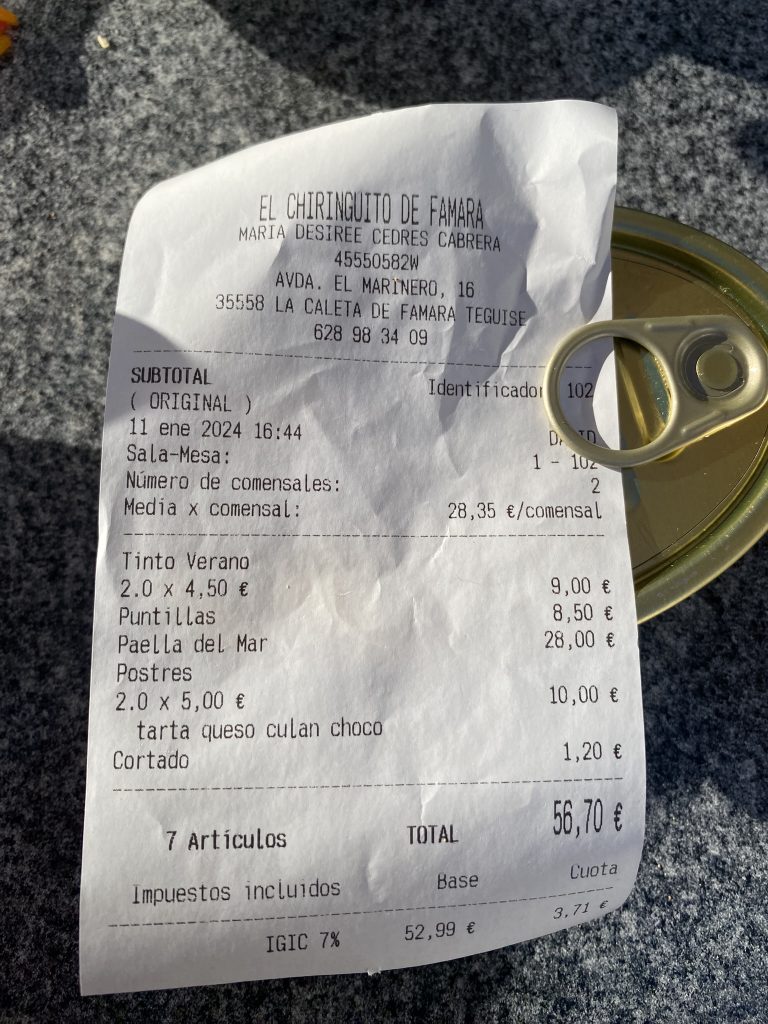 EL CHIRINGUITO DE FAMARA
MARIA DESIREE CEDRES CABRERA
45550582W
AVDA. EL MARINERO, 16
35558 LA CALETA DE FAMARA TEGUISE
628 98 34 09
SUBTOTAL
( ORIGINAL ) Identificador 102
11 ene 2024 16:44
Sala-Mesa: 1 - 102
Número de comensales: 2
Media x comensal: 28,35 €/comensal
Tinto Verano
2.0 x 4,50 € 9,00 €
Puntillas 8,50 €
Paella del Mar 28,00 €
Postres
2.0 x 5,00 € 10,00 €
tarta queso culan choco
Cortado 1,20 €
7 Artículos TOTAL 56,70 €
Impuestos incluidos Base Cuota
IGIC 7% 52,99 € 3,71 €